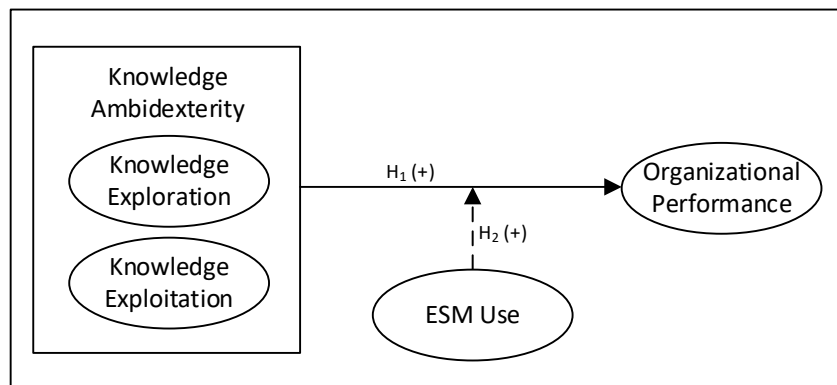 Knowledge
Ambidexterity
Knowledge
Exploration
Knowledge
Exploitation
H₁ (+)
H₂ (+)
ESM Use
Organizational
Performance